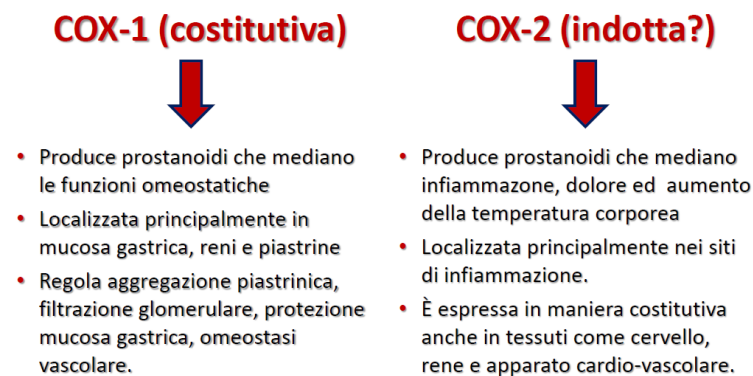 COX-1 (costitutiva)
• Produce prostanoidi che mediano
le funzioni omeostatiche
• Localizzata principalmente in
mucosa gastrica, reni e piastrine
• Regola aggregazione piastrinica,
filtrazione glomerulare, protezione
mucosa gastrica, omeostasi
vascolare.
COX-2 (indotta?)
• Produce prostanoidi che mediano
infiammazone, dolore ed aumento
della temperatura corporea
• Localizzata principalmente nei siti
di infiammazione.
• È espressa in maniera costitutiva
anche in tessuti come cervello,
rene e apparato cardio-vascolare.